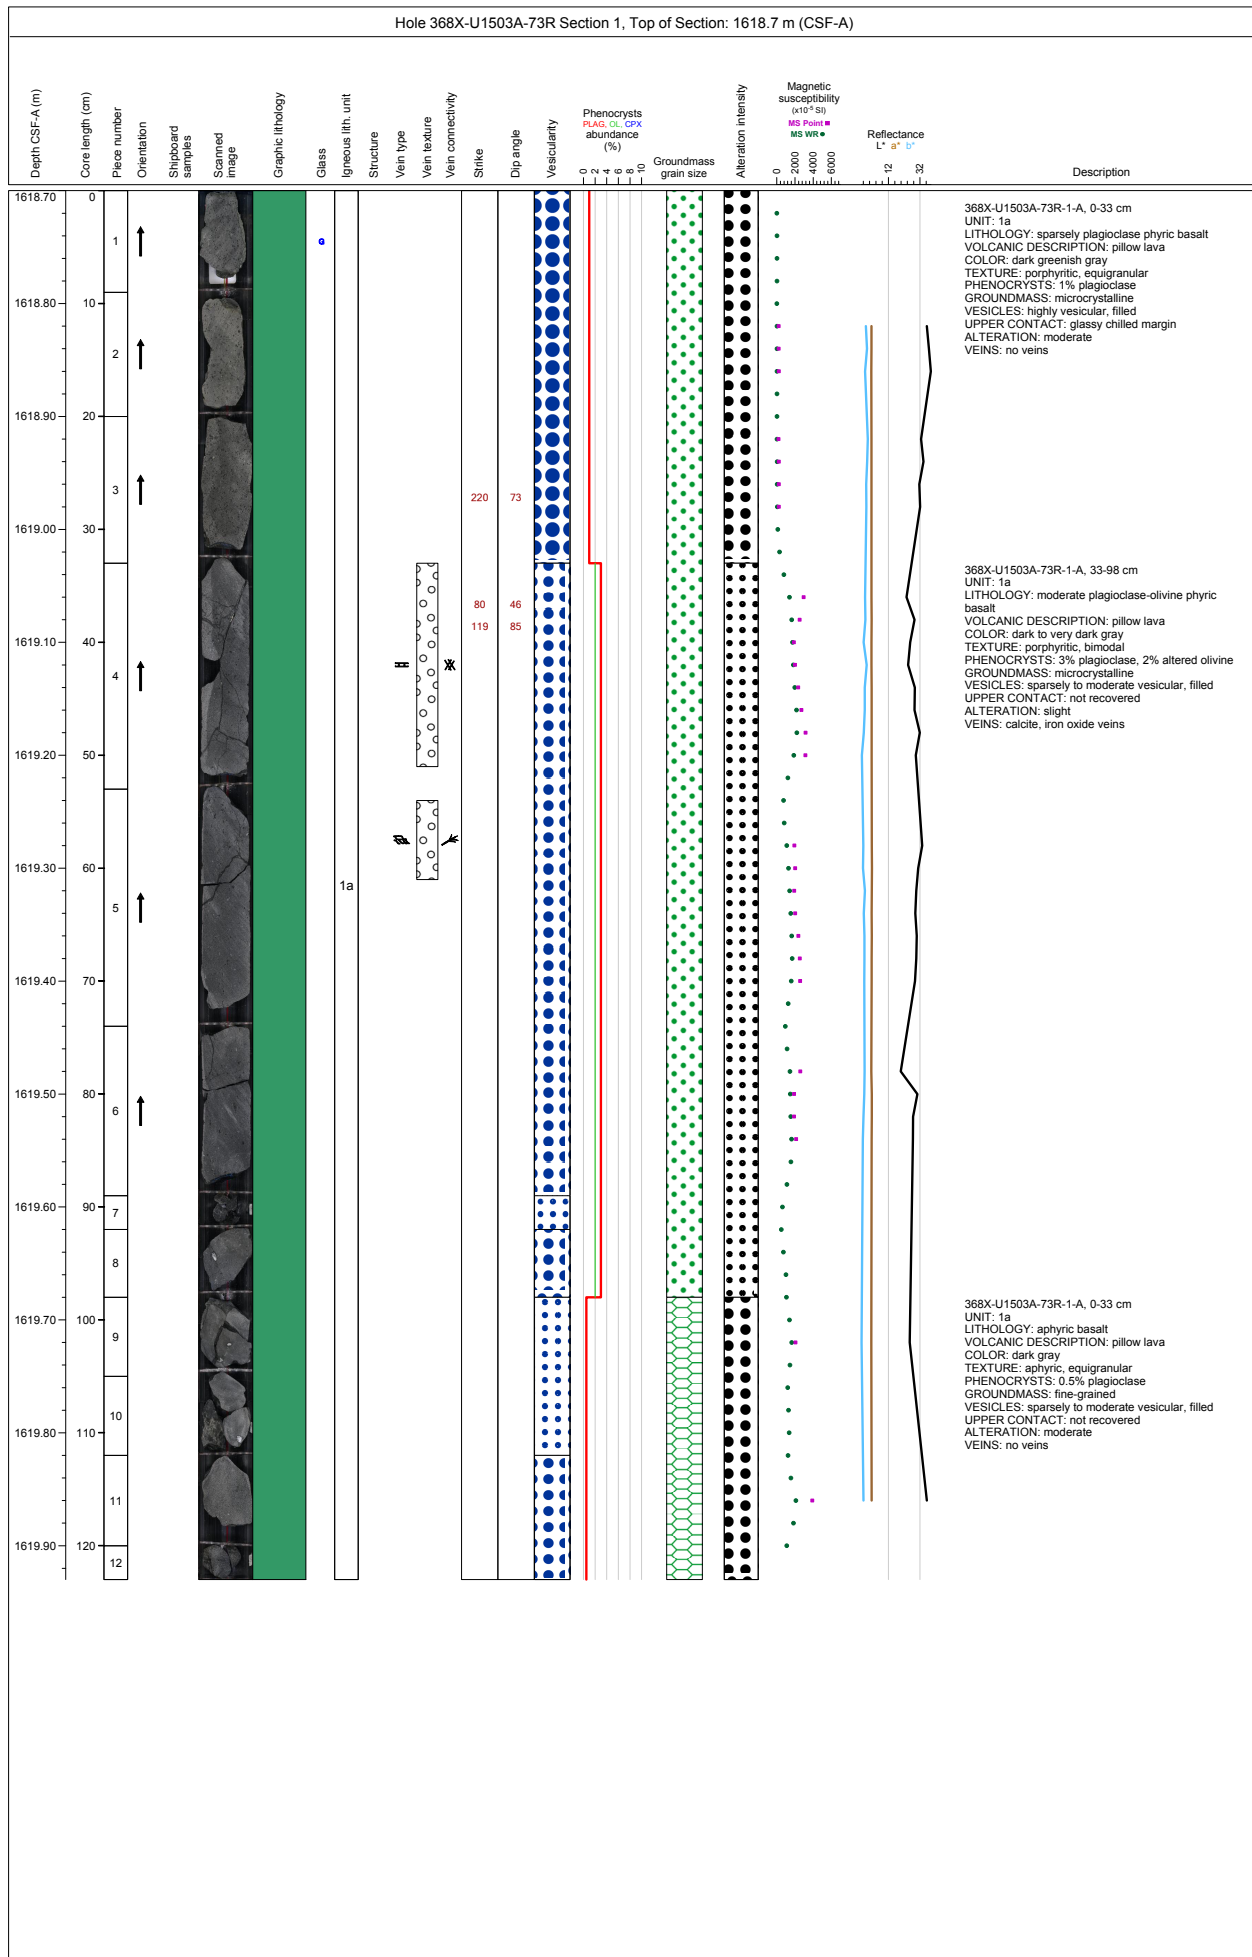 Hole 368X-U1503A-73R Section 1, Top of Section: 1618.7 m (CSF-A)
Depth CSF-A (m)
Core length (cm)
Piece number
Orientation
Shipboard
samples
Scanned
image
Graphic lithology
Glass
Igneous lith. unit
Structure
Vein type
Vein texture
Vein connectivity
Strike
Dip angle
Vesicularity
Phenocrysts
PLAG, OL, CPX
abundance
(%)
0 2 4 6 8 10
Groundmass
grain size
Alteration intensity
Magnetic
susceptibility
(x10-5 SI)
MS Point
MS WR
0 2000 4000 6000
Reflectance
L* a* b*
12 32
Description
1618.70
1618.80
1618.90
1619.00
1619.10
1619.20
1619.30
1619.40
1619.50
1619.60
1619.70
1619.80
1619.90
0
10
20
30
40
50
60
70
80
90
100
110
120
1
2
3
4
5
6
7
8
9
10
11
12
G
1a
220 73
80 46
119 85
368X-U1503A-73R-1-A, 0-33 cm
UNIT: 1a
LITHOLOGY: sparsely plagioclase phyric basalt
VOLCANIC DESCRIPTION: pillow lava
COLOR: dark greenish gray
TEXTURE: porphyritic, equigranular
PHENOCRYSTS: 1% plagioclase
GROUNDMASS: microcrystalline
VESICLES: highly vesicular, filled
UPPER CONTACT: glassy chilled margin
ALTERATION: moderate
VEINS: no veins
368X-U1503A-73R-1-A, 33-98 cm
UNIT: 1a
LITHOLOGY: moderate plagioclase-olivine phyric
basalt
VOLCANIC DESCRIPTION: pillow lava
COLOR: dark to very dark gray
TEXTURE: porphyritic, bimodal
PHENOCRYSTS: 3% plagioclase, 2% altered olivine
GROUNDMASS: microcrystalline
VESICLES: sparsely to moderate vesicular, filled
UPPER CONTACT: not recovered
ALTERATION: slight
VEINS: calcite, iron oxide veins
368X-U1503A-73R-1-A, 0-33 cm
UNIT: 1a
LITHOLOGY: aphyric basalt
VOLCANIC DESCRIPTION: pillow lava
COLOR: dark gray
TEXTURE: aphyric, equigranular
PHENOCRYSTS: 0.5% plagioclase
GROUNDMASS: fine-grained
VESICLES: sparsely to moderate vesicular, filled
UPPER CONTACT: not recovered
ALTERATION: moderate
VEINS: no veins